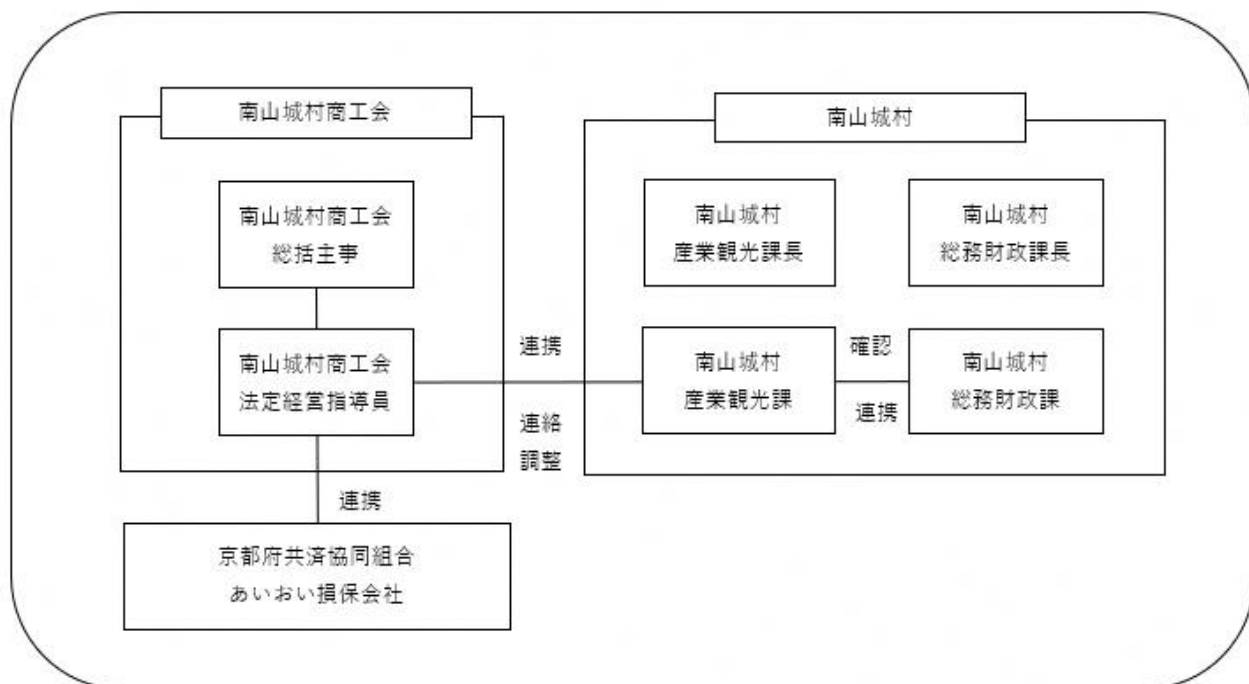 南山城村商工会
南山城村商工会
総括主事
南山城村商工会
法定経営指導員
連携
京都府共済協同組合
あいおい損保会社
連携
連絡
調整
南山城村
南山城村
産業観光課長
南山城村
総務財政課長
南山城村
産業観光課
確認
連携
南山城村
総務財政課